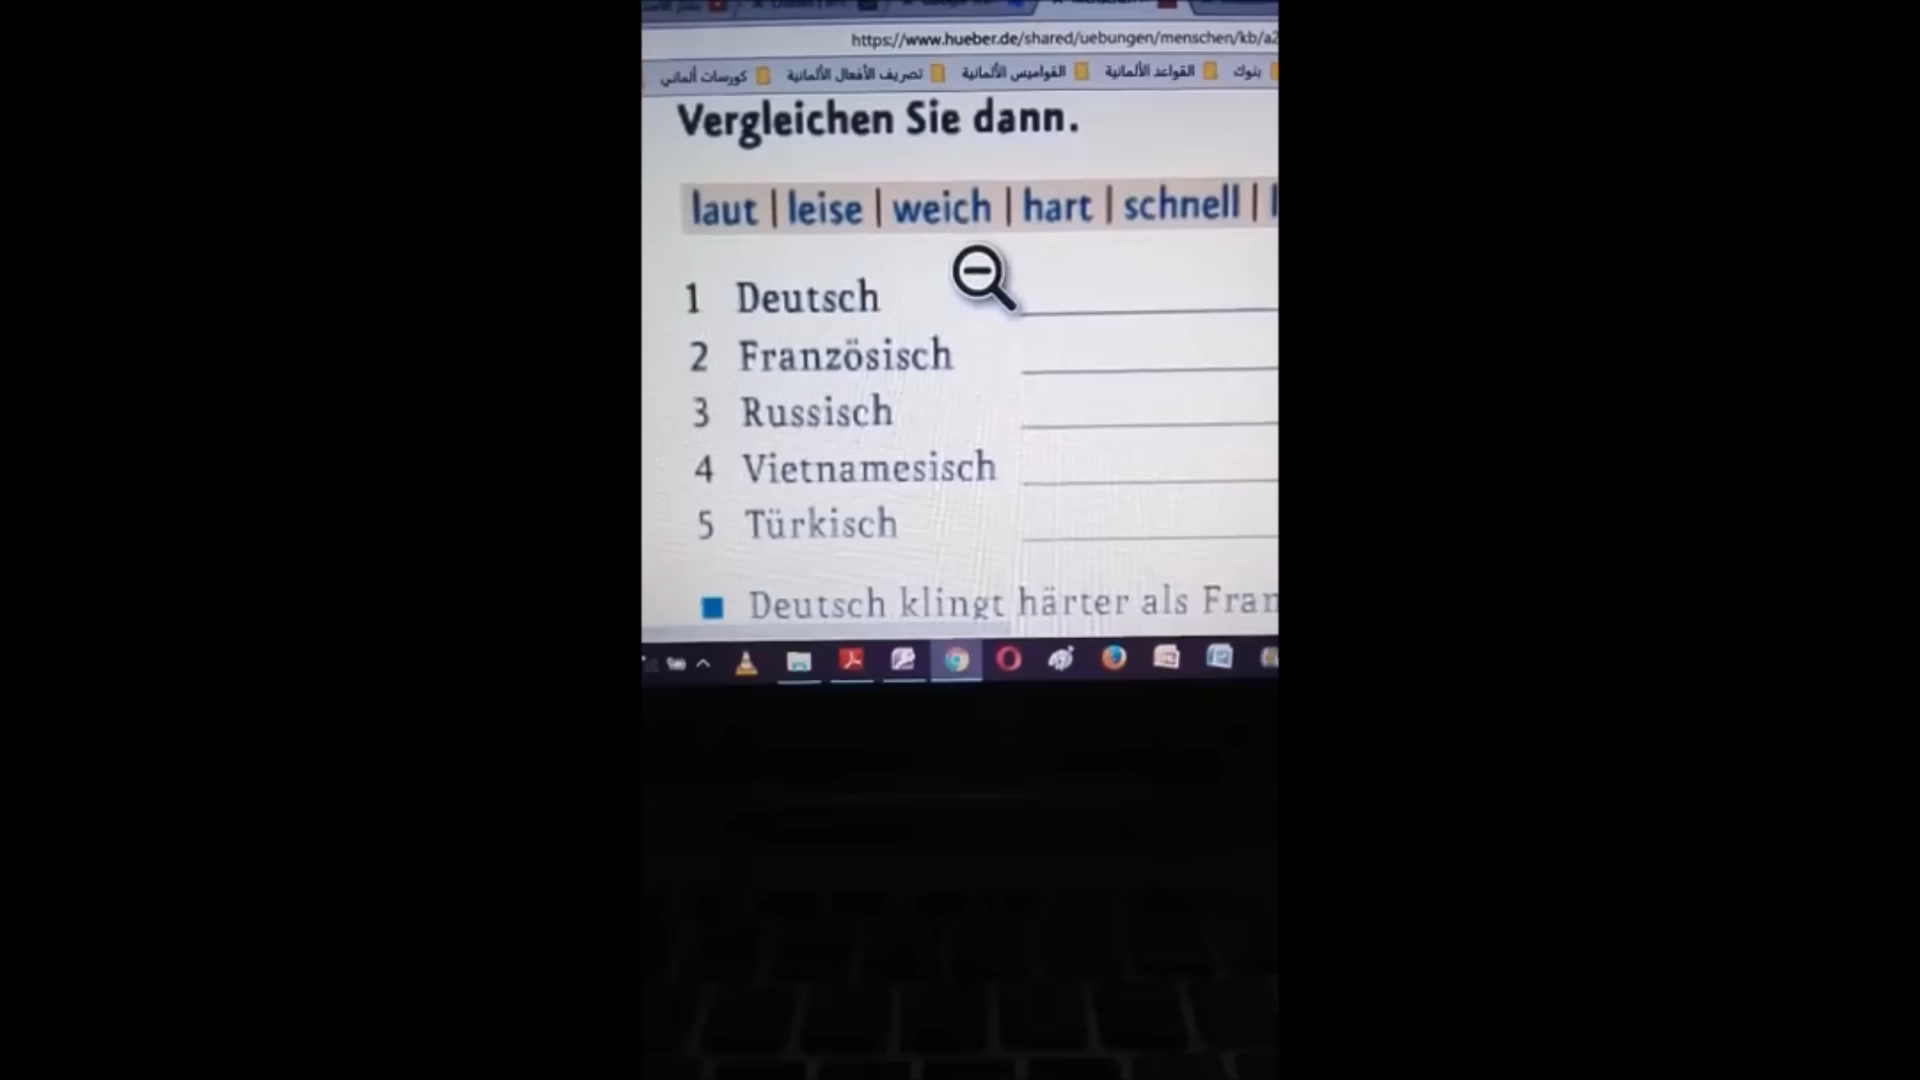 https://www.hueber.de/shared/uebungen/menschen/kb/a2
كورسات ألماني تصريف الأفعال الألمانية القواميس الألمانية القواعد الألمانية بنوك
Vergleichen Sie dann.
laut | leise | weich | hart | schnell |
1 Deutsch
2 Französisch
3 Russisch
4 Vietnamesisch
5 Türkisch
Deutsch klingt härter als Fran